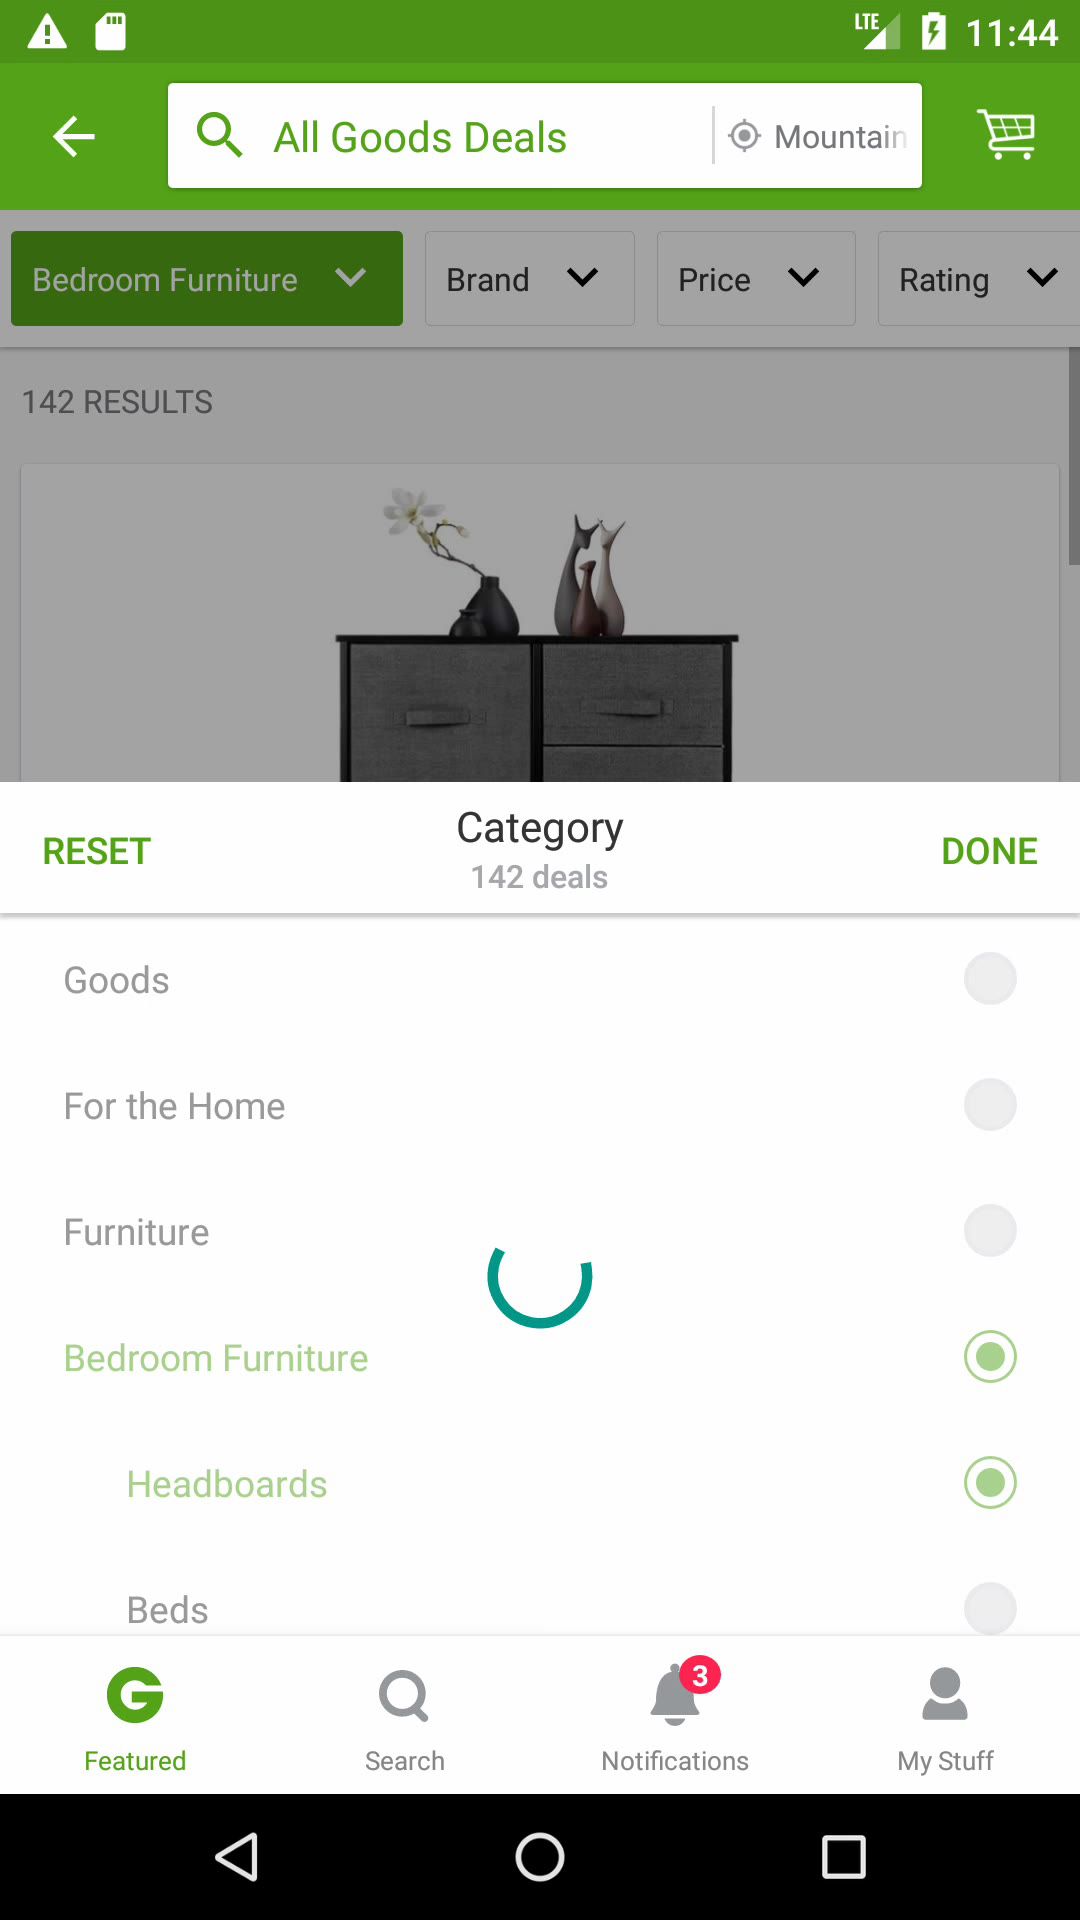 LTE 11:44
All Goods Deals Mountain
Bedroom Furniture Brand Price Rating
142 RESULTS
RESET Category DONE
142 deals
Goods
For the Home
Furniture
Bedroom Furniture
Headboards
Beds
3
Featured Search Notifications My Stuff